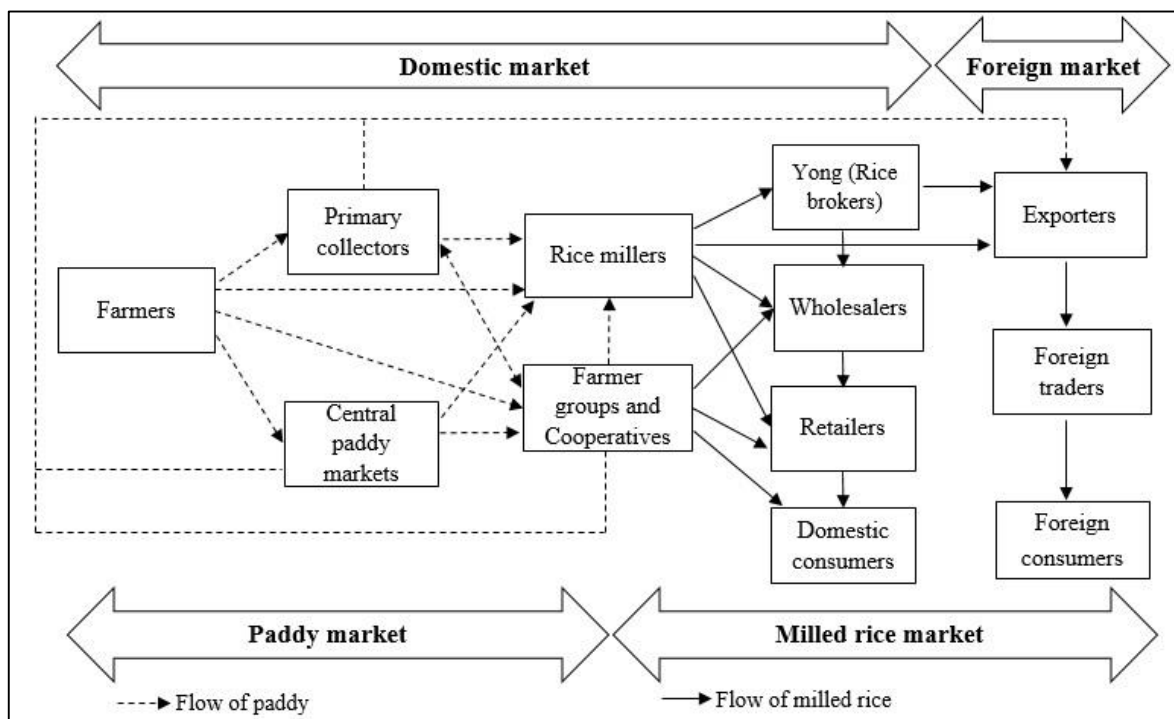 Domestic market
Foreign market
Yong (Rice
brokers)
Primary
collectors
Rice millers
Exporters
Farmers
Wholesalers
Farmer
groups and
Cooperatives
Foreign
traders
Central
paddy
markets
Retailers
Domestic
consumers
Foreign
consumers
Paddy market
Milled rice market
Flow of paddy
Flow of milled rice